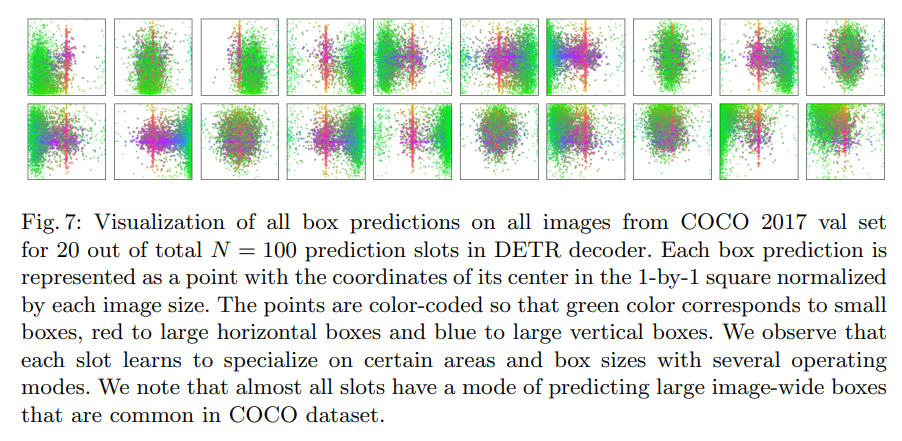 Fig. 7: Visualization of all box predictions on all images from COCO 2017 val set
for 20 out of total N = 100 prediction slots in DETR decoder. Each box prediction is
represented as a point with the coordinates of its center in the 1-by-1 square normalized
by each image size. The points are color-coded so that green color corresponds to small
boxes, red to large horizontal boxes and blue to large vertical boxes. We observe that
each slot learns to specialize on certain areas and box sizes with several operating
modes. We note that almost all slots have a mode of predicting large image-wide boxes
that are common in COCO dataset.